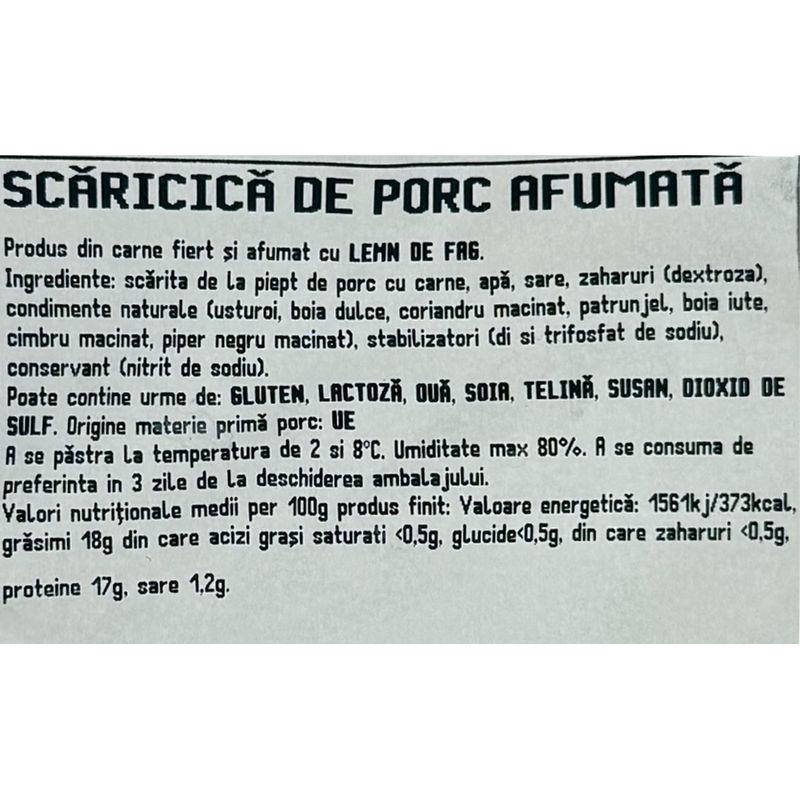 SCĂRICICĂ DE PORC AFUMATĂ
Produs din carne fiert și afumat cu LEMN DE FAG.
Ingrediente: scărita de la piept de porc cu carne, apă, sare, zaharuri (dextroza),
condimente naturale (usturoi, boia dulce, coriandru macinat, patrunjel, boia iute,
cimbru macinat, piper negru macinat), stabilizatori (di si trifosfat de sodiu),
conservant (nitrit de sodiu).
Poate contine urme de: GLUTEN, LACTOZĂ, OUĂ, SOIA, TELINĂ, SUSAN, DIOXID DE
SULF. Origine materie primă porc: UE
A se păstra la temperatura de 2 si 8°C. Umiditate max 80%. A se consuma de
preferinta in 3 zile de la deschiderea ambalajului.
Valori nutriționale medii per 100g produs finit: Valoare energetică: 1561kj/373kcal,
grăsimi 18g din care acizi grași saturati <0,5g, glucide<0,5g, din care zaharuri <0,5g,
proteine 17g, sare 1,2g.